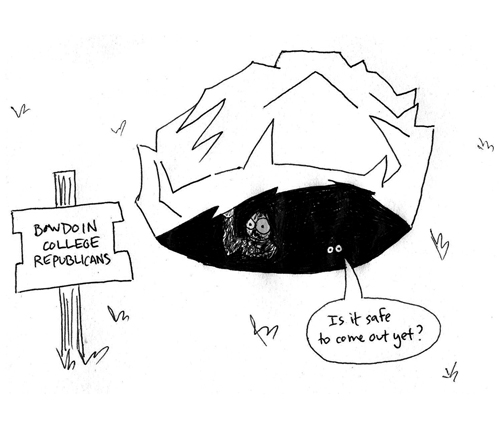 BOWDOIN
COLLEGE
REPUBLICANS
Is it safe
to come out yet?